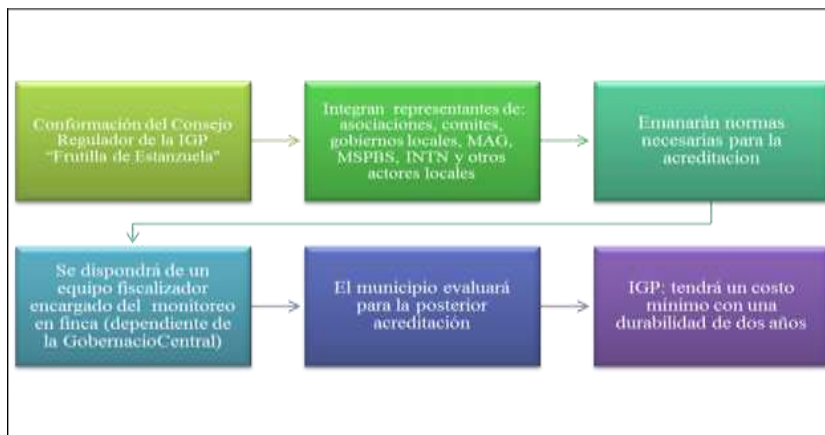 Conformación del Consejo
Regulador de la IGP
"Frutilla de Estanzuela"
Integran representantes de:
asociaciones, comites,
gobiernos locales, MAG,
MSPBS, INTN y otros
actores locales
Emanarán normas
necesarias para la
acreditacion
Se dispondrá de un
equipo fiscalizador
encargado del monitoreo
en finca (dependiente de
la GobernacioCentral)
El municipio evaluará
para la posterior
acreditación
IGP: tendrá un costo
mínimo con una
durabilidad de dos años